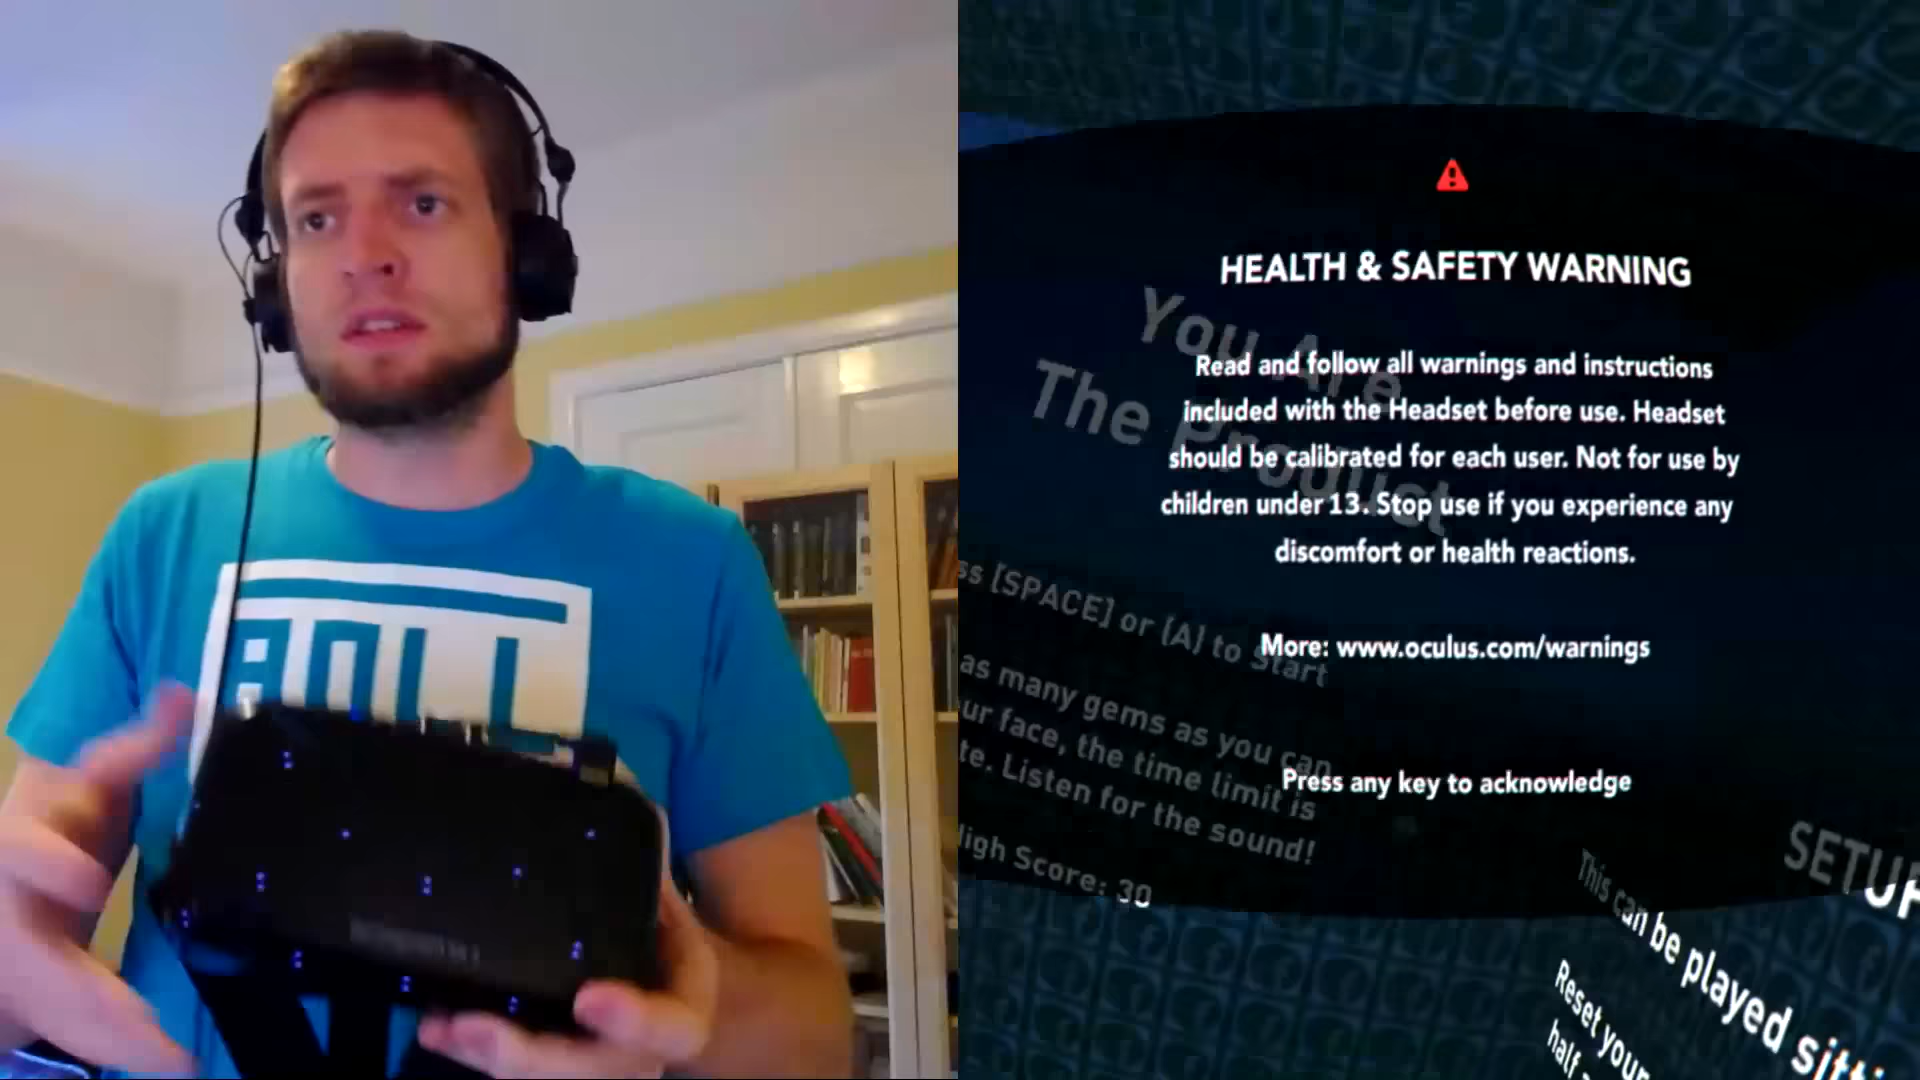 HEALTH & SAFETY WARNING
Read and follow all warnings and instructions
included with the Headset before use. Headset
should be calibrated for each user. Not for use by
children under 13. Stop use if you experience any
discomfort or health reactions.
More: www.oculus.com/warnings
Press any key to acknowledge
You Are
The Product
ss [SPACE] or (A) to Start
as many gems as you can
ur face, the time limit is
te. Listen for the sound!
High Score: 30
SETUP
This can be played sitti
Reset your
half